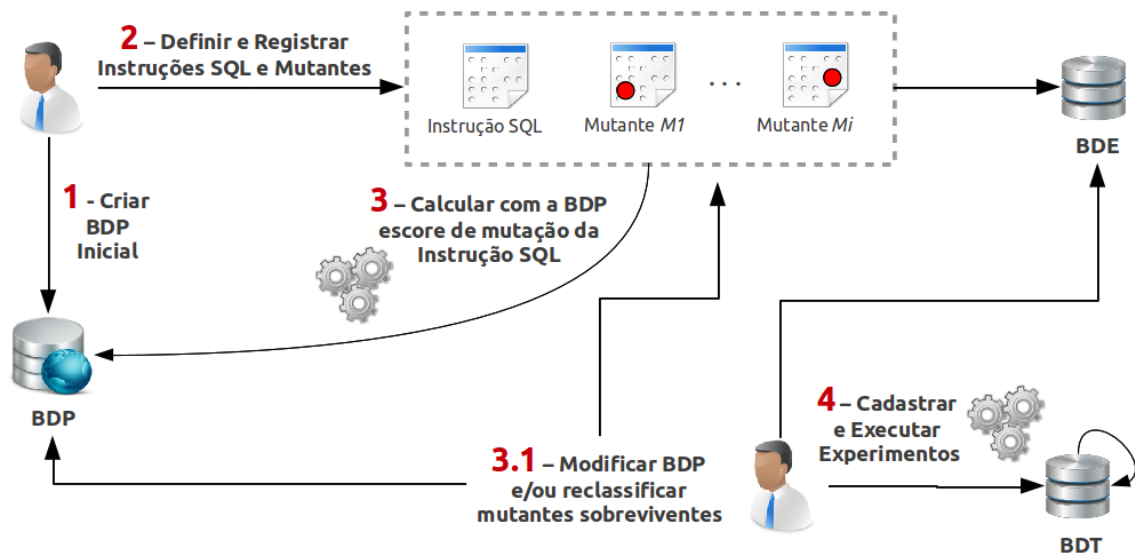 2 – Definir e Registrar
Instruções SQL e Mutantes
Instrução SQL
Mutante M1
. . .
Mutante Mi
BDE
1 - Criar
BDP
Inicial
3 – Calcular com a BDP
escore de mutação da
Instrução SQL
BDP
4 – Cadastrar
e Executar
Experimentos
3.1 – Modificar BDP
e/ou reclassificar
mutantes sobreviventes
BDT